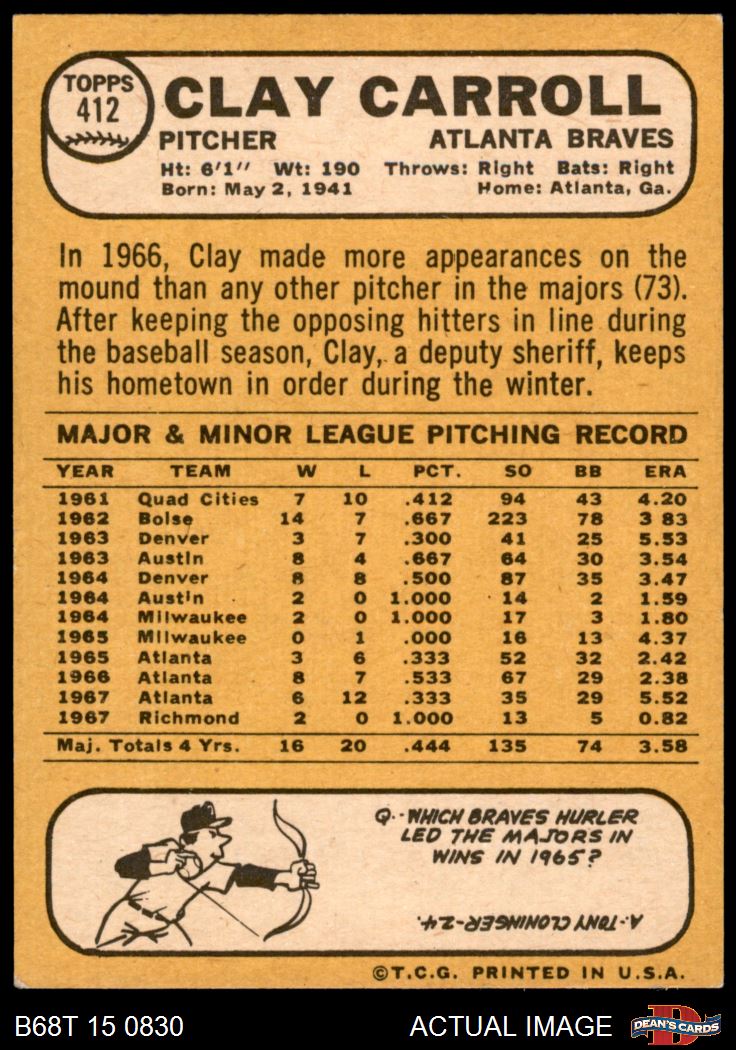 TOPPS
412
CLAY CARROLL
PITCHER ATLANTA BRAVES
Ht: 6'1" Wt: 190 Throws: Right Bats: Right
Born: May 2, 1941 Home: Atlanta, Ga.
In 1966, Clay made more appearances on the
mound than any other pitcher in the majors (73).
After keeping the opposing hitters in line during
the baseball season, Clay, a deputy sheriff, keeps
his hometown in order during the winter.
MAJOR & MINOR LEAGUE PITCHING RECORD
YEAR TEAM W L PCT. SO BB ERA
1961 Quad Cities 7 10 .412 94 43 4.20
1962 Boise 14 7 .667 223 78 3 83
1963 Denver 3 7 .300 41 25 5.53
1963 Austin 8 4 .667 64 30 3.54
1964 Denver 8 8 .500 87 35 3.47
1964 Austin 2 0 1.000 14 2 1.59
1964 Milwaukee 2 0 1.000 17 3 1.80
1965 Milwaukee 0 1 .000 16 13 4.37
1965 Atlanta 3 6 .333 52 32 2.42
1966 Atlanta 8 7 .533 67 29 2.38
1967 Atlanta 6 12 .333 35 29 5.52
1967 Richmond 2 0 1.000 13 5 0.82
Maj. Totals 4 Yrs. 16 20 .444 135 74 3.58
B
Q--WHICH BRAVES HURLER
LED THE MAJORS IN
WINS IN 1965?
A--TONY CLONINGER-24.
©T.C.G. PRINTED IN U.S.A.
B68T 15 0830 ACTUAL IMAGE D DEAN'S CARDS